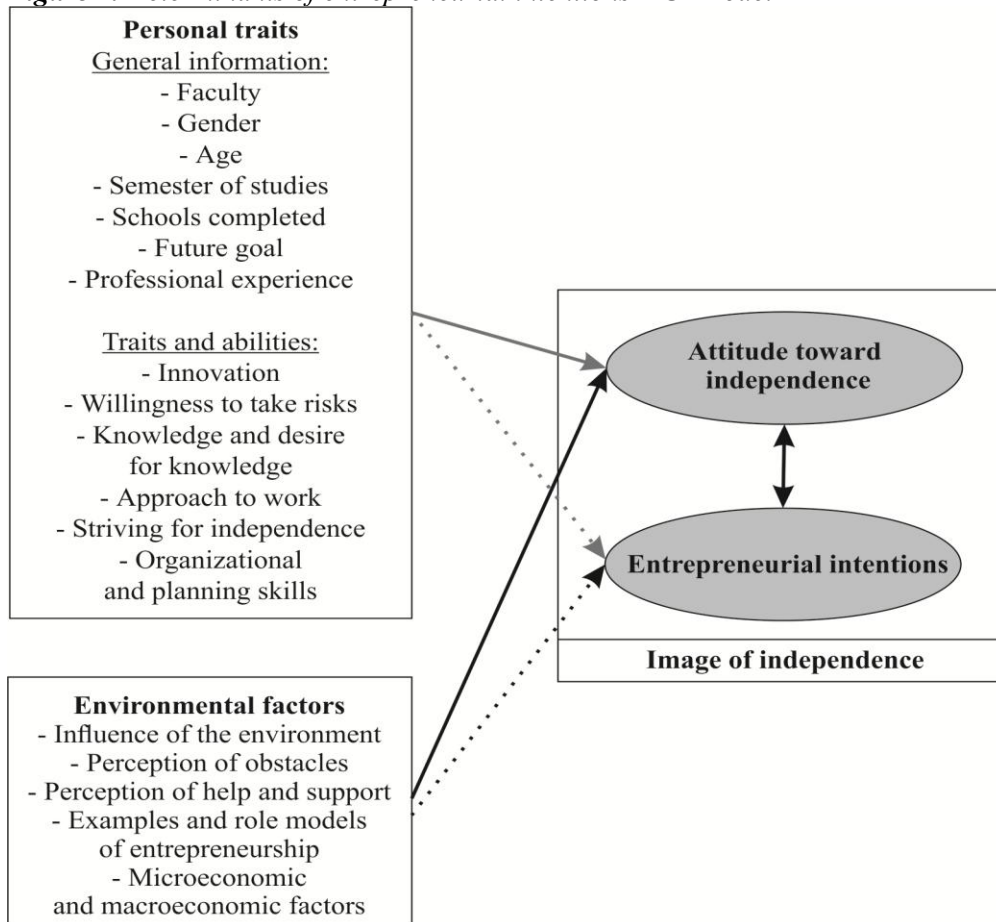 Personal traits
General information:
- Faculty
- Gender
- Age
- Semester of studies
- Schools completed
- Future goal
- Professional experience
Traits and abilities:
- Innovation
- Willingness to take risks
- Knowledge and desire
for knowledge
- Approach to work
- Striving for independence
- Organizational
and planning skills
Environmental factors
- Influence of the environment
- Perception of obstacles
- Perception of help and support
- Examples and role models
of entrepreneurship
- Microeconomic
and macroeconomic factors
Attitude toward
independence
Entrepreneurial intentions
Image of independence